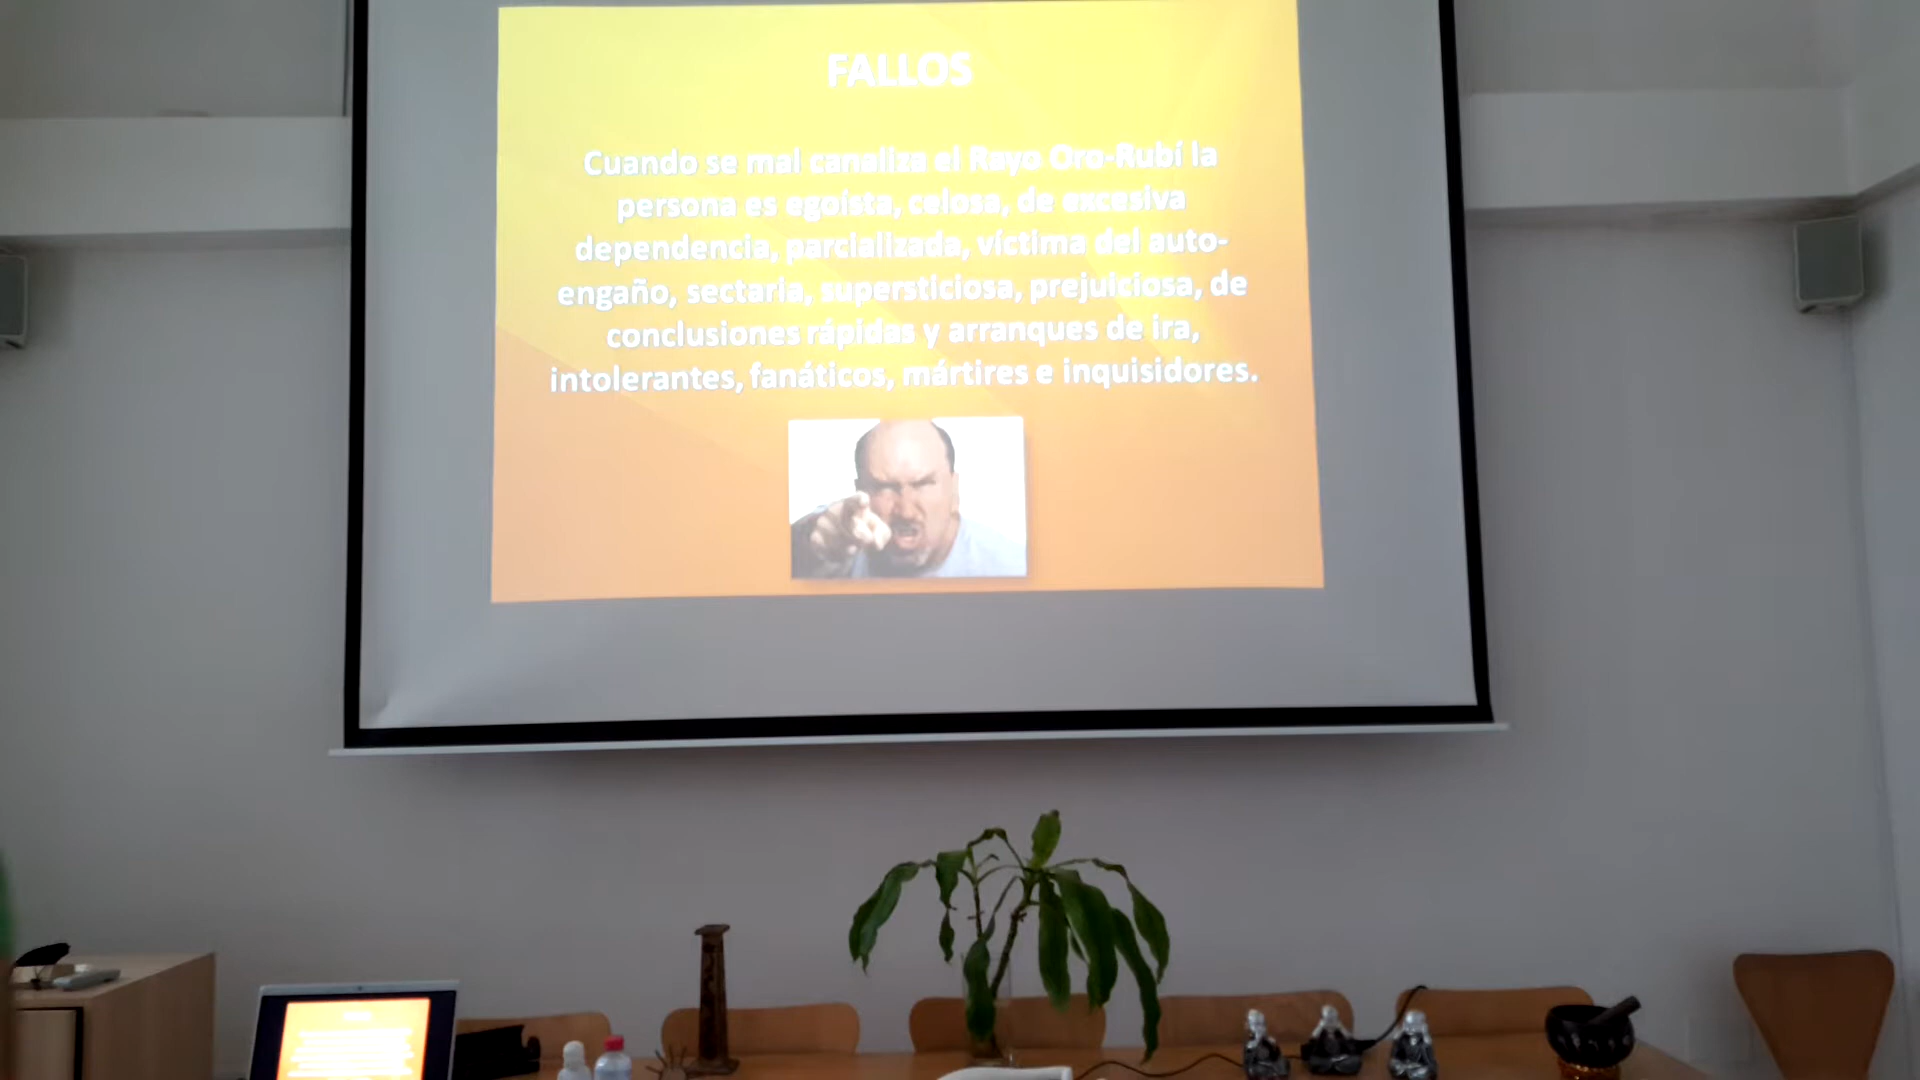 FALLOS
Cuando se mal canaliza el Rayo Oro-Rubí la
persona es egoísta, celosa, de excesiva
dependencia, parcializada, víctima del auto-
engaño, sectaria, supersticiosa, prejuiciosa, de
conclusiones rápidas y arranques de ira,
intolerantes, fanáticos, mártires e inquisidores.